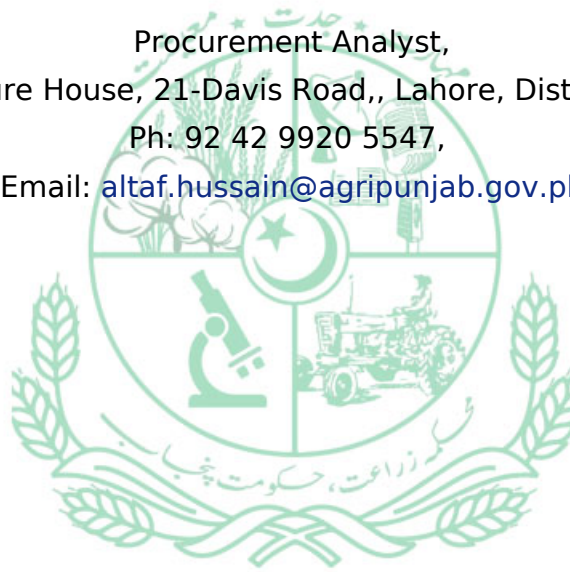 Procurement Analyst,
ure House, 21-Davis Road,, Lahore, Dist
Ph: 92 42 9920 5547,
Email: altaf.hussain@agripunjab.gov.p
جدت
محکمہ زراعت، حکومت پنجاب